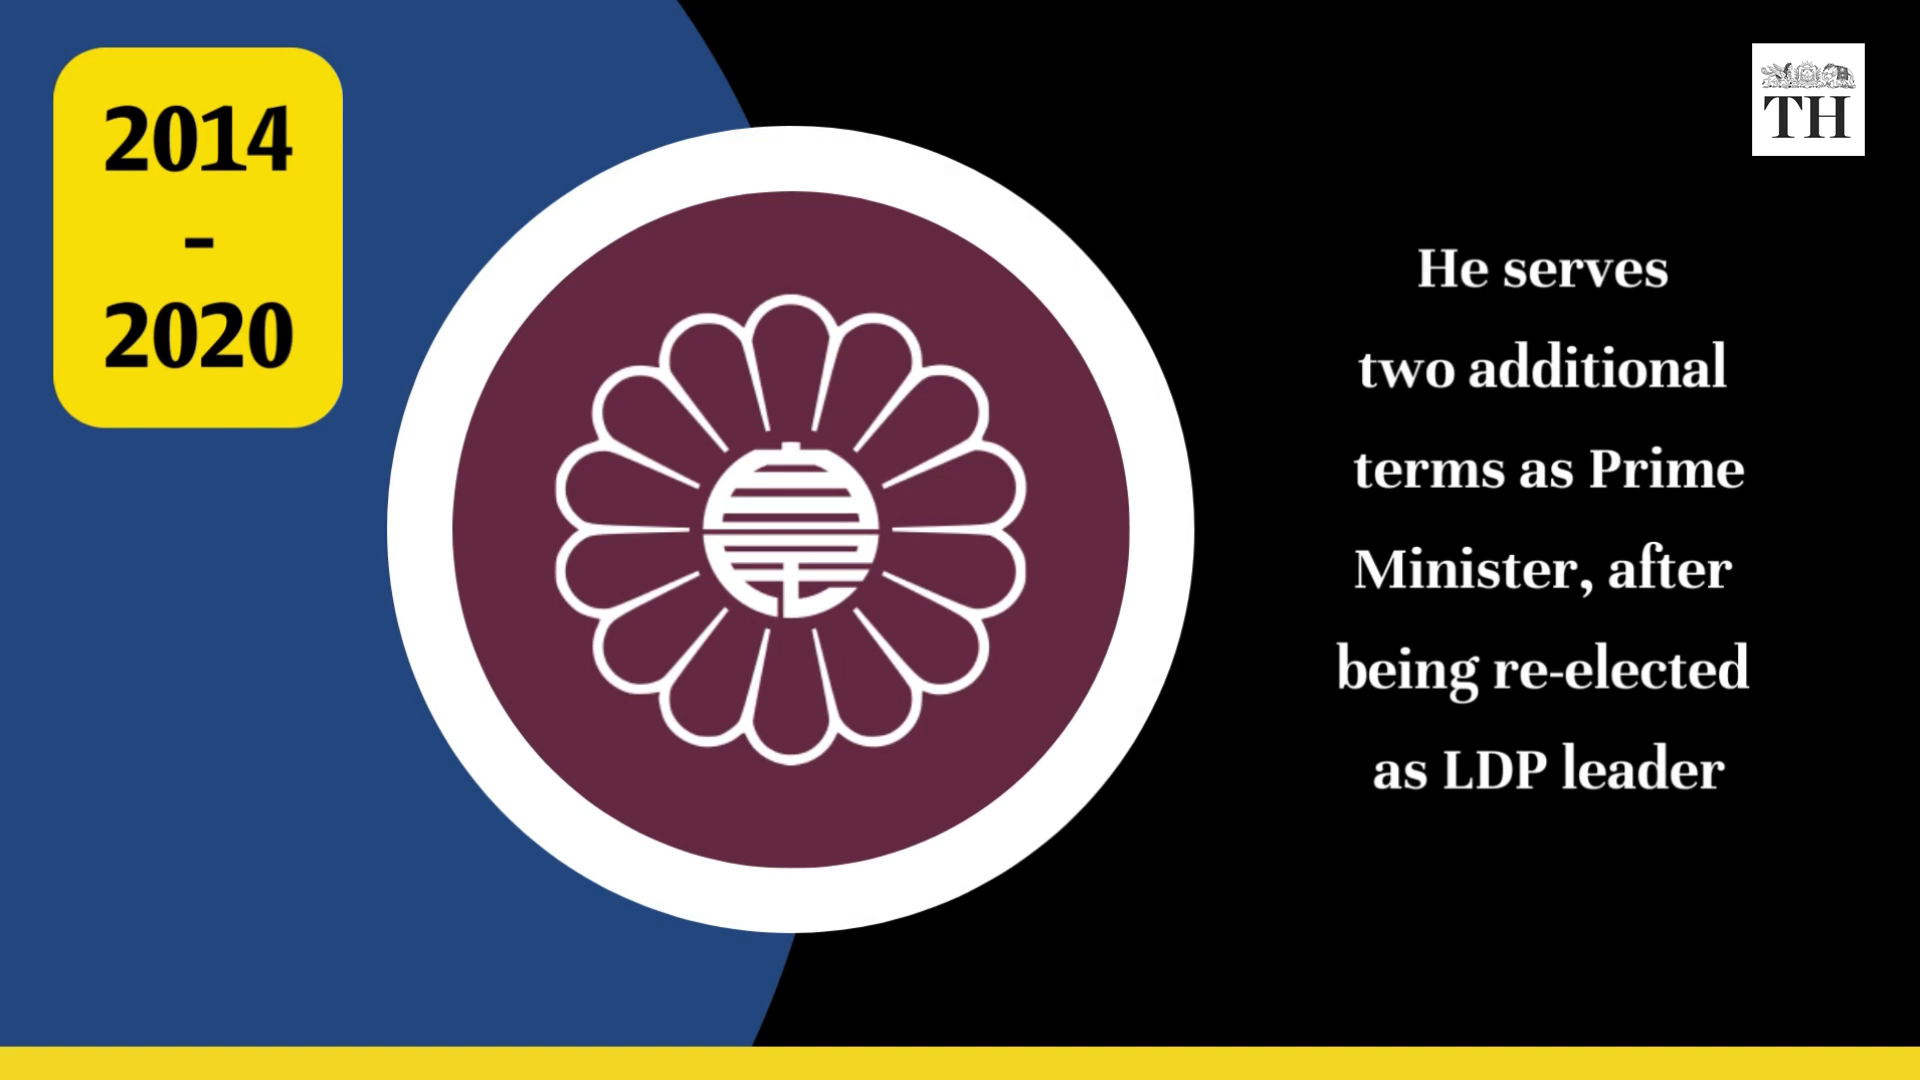 2014
-
2020
TH
He serves
two additional
terms as Prime
Minister, after
being re-elected
as LDP leader